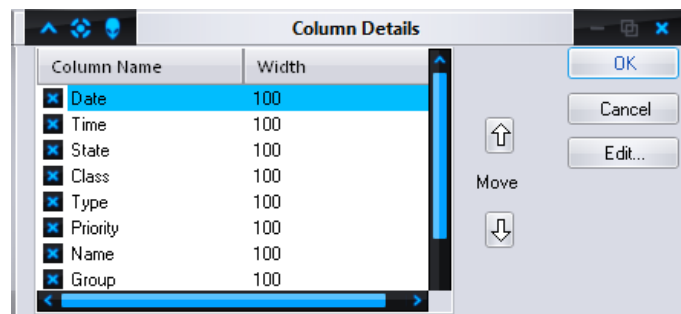 Column Details
Column Name Width
Date 100
Time 100
State 100
Class 100
Type 100
Priority 100
Name 100
Group 100
Move
OK
Cancel
Edit...